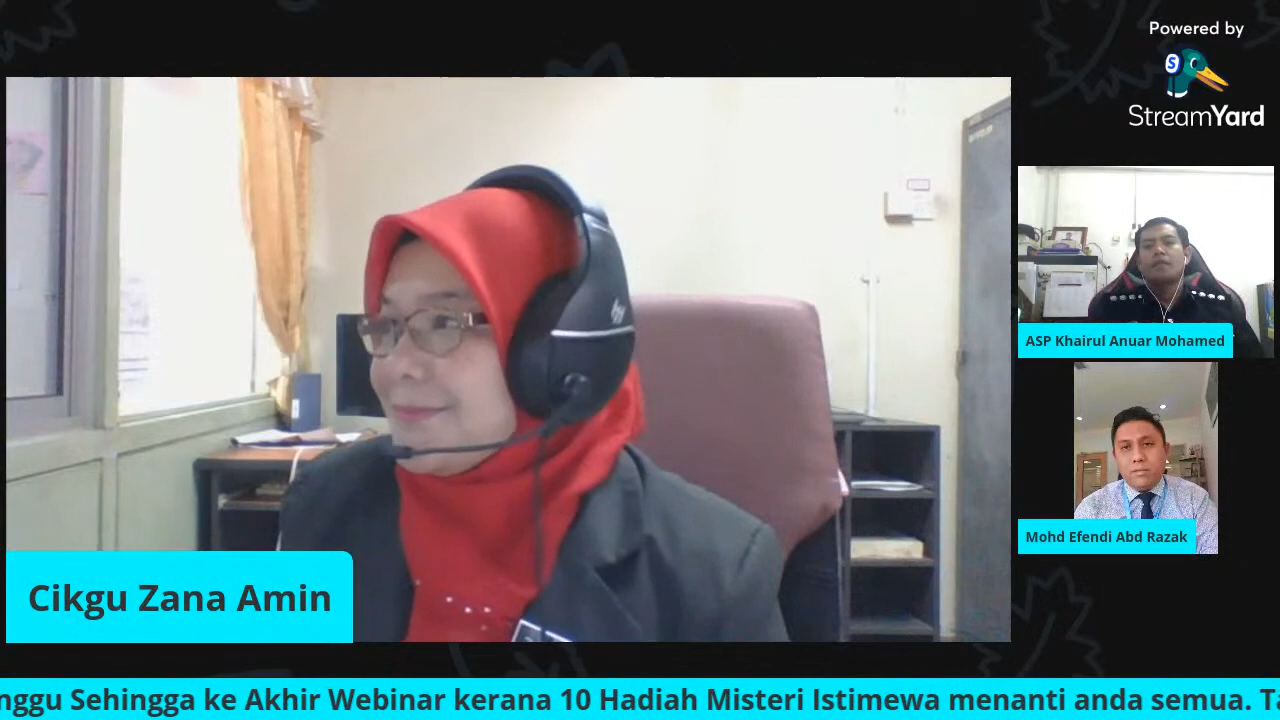 Powered by
StreamYard
ASP Khairul Anuar Mohamed
Mohd Efendi Abd Razak
Cikgu Zana Amin
nggu Sehingga ke Akhir Webinar kerana 10 Hadiah Misteri Istimewa menanti anda semua. Ta